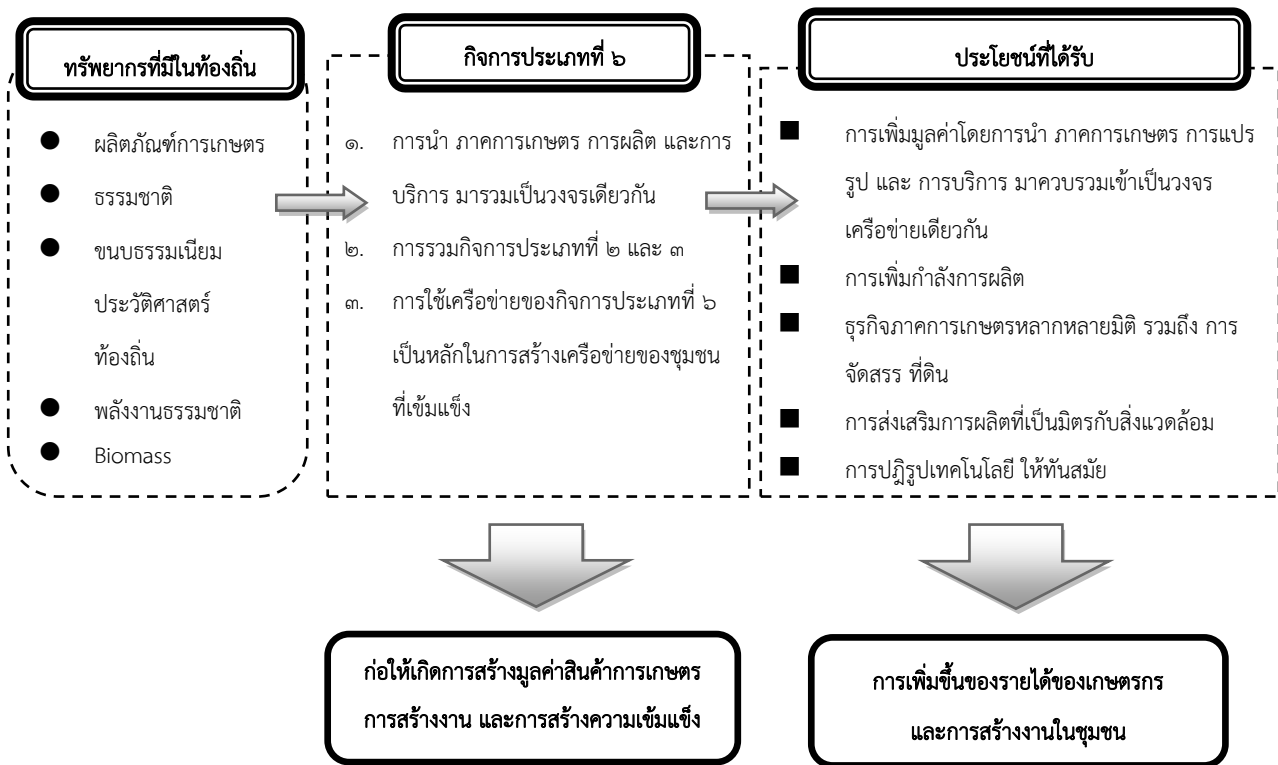 ทรัพยากรที่มีในท้องถิ่น
● ผลิตภัณฑ์การเกษตร
● ธรรมชาติ
● ขนบธรรมเนียม
ประวัติศาสตร์
ท้องถิ่น
● พลังงานธรรมชาติ
● Biomass
กิจการประเภทที่ ๖
๑. การนำ ภาคการเกษตร การผลิต และการ
บริการ มารวมเป็นวงจรเดียวกัน
๒. การรวมกิจการประเภทที่ ๒ และ ๓
๓. การใช้เครือข่ายของกิจการประเภทที่ ๖
เป็นหลักในการสร้างเครือข่ายของชุมชน
ที่เข้มแข็ง
ประโยชน์ที่ได้รับ
■ การเพิ่มมูลค่าโดยการนำ ภาคการเกษตร การแปร
รูป และ การบริการ มาควบรวมเข้าเป็นวงจร
เครือข่ายเดียวกัน
■ การเพิ่มกำลังการผลิต
■ ธุรกิจภาคการเกษตรหลากหลายมิติ รวมถึง การ
จัดสรร ที่ดิน
■ การส่งเสริมการผลิตที่เป็นมิตรกับสิ่งแวดล้อม
■ การปฎิรูปเทคโนโลยี ให้ทันสมัย
ก่อให้เกิดการสร้างมูลค่าสินค้าการเกษตร
การสร้างงาน และการสร้างความเข้มแข็ง
การเพิ่มขึ้นของรายได้ของเกษตรกร
และการสร้างงานในชุมชน